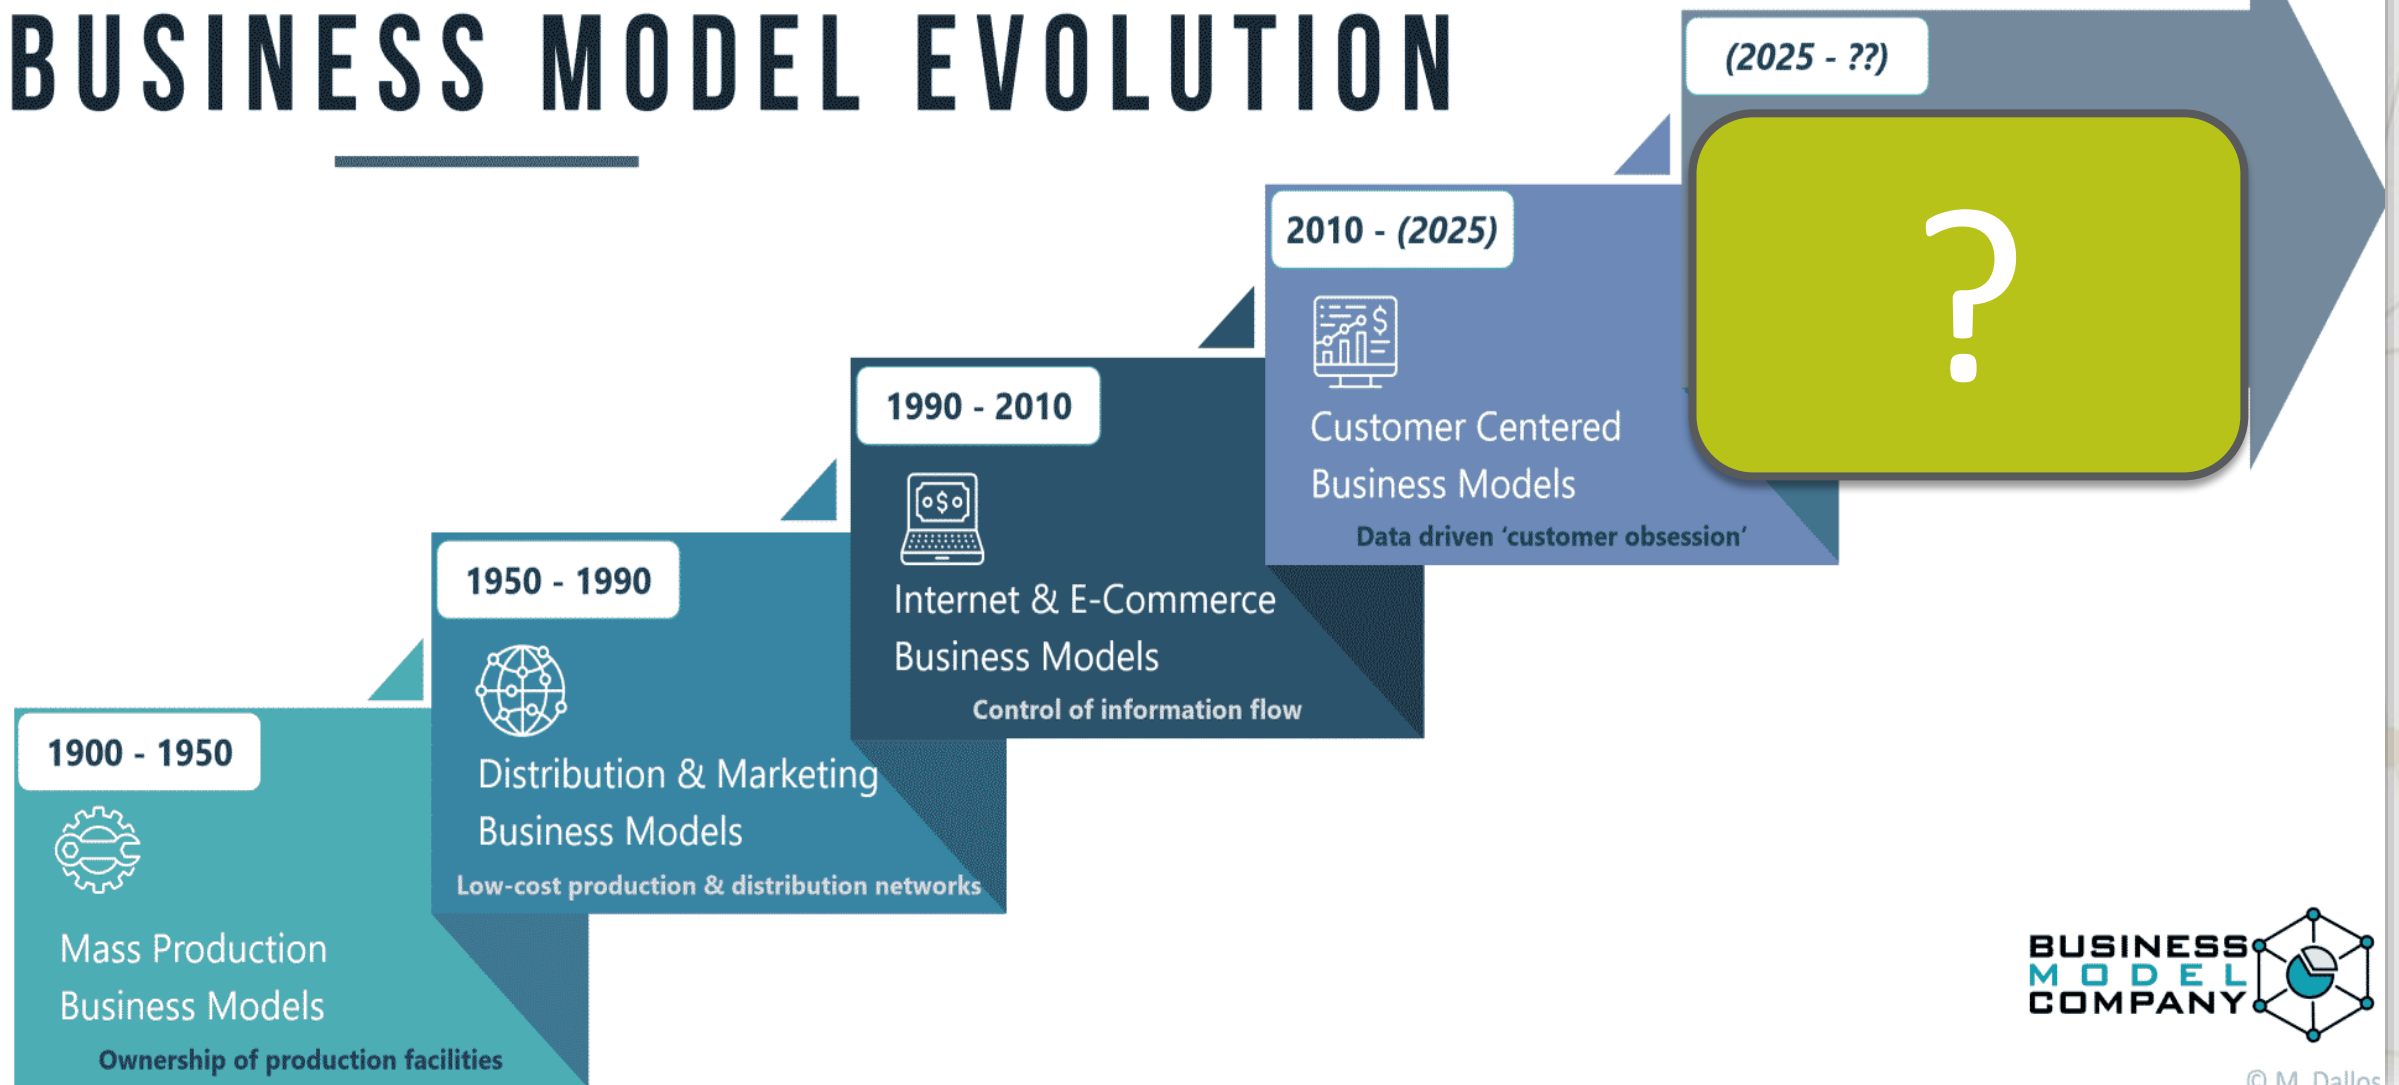 BUSINESS MODEL EVOLUTION
(2025 - ??)
?
2010 - (2025)
$
Customer Centered
Business Models
Data driven ‘customer obsession’
1990 - 2010
$
Internet & E-Commerce
Business Models
Control of information flow
1950 - 1990
Distribution & Marketing
Business Models
Low-cost production & distribution networks
1900 - 1950
Mass Production
Business Models
Ownership of production facilities
BUSINESS
MODEL
COMPANY
© M. Dallos